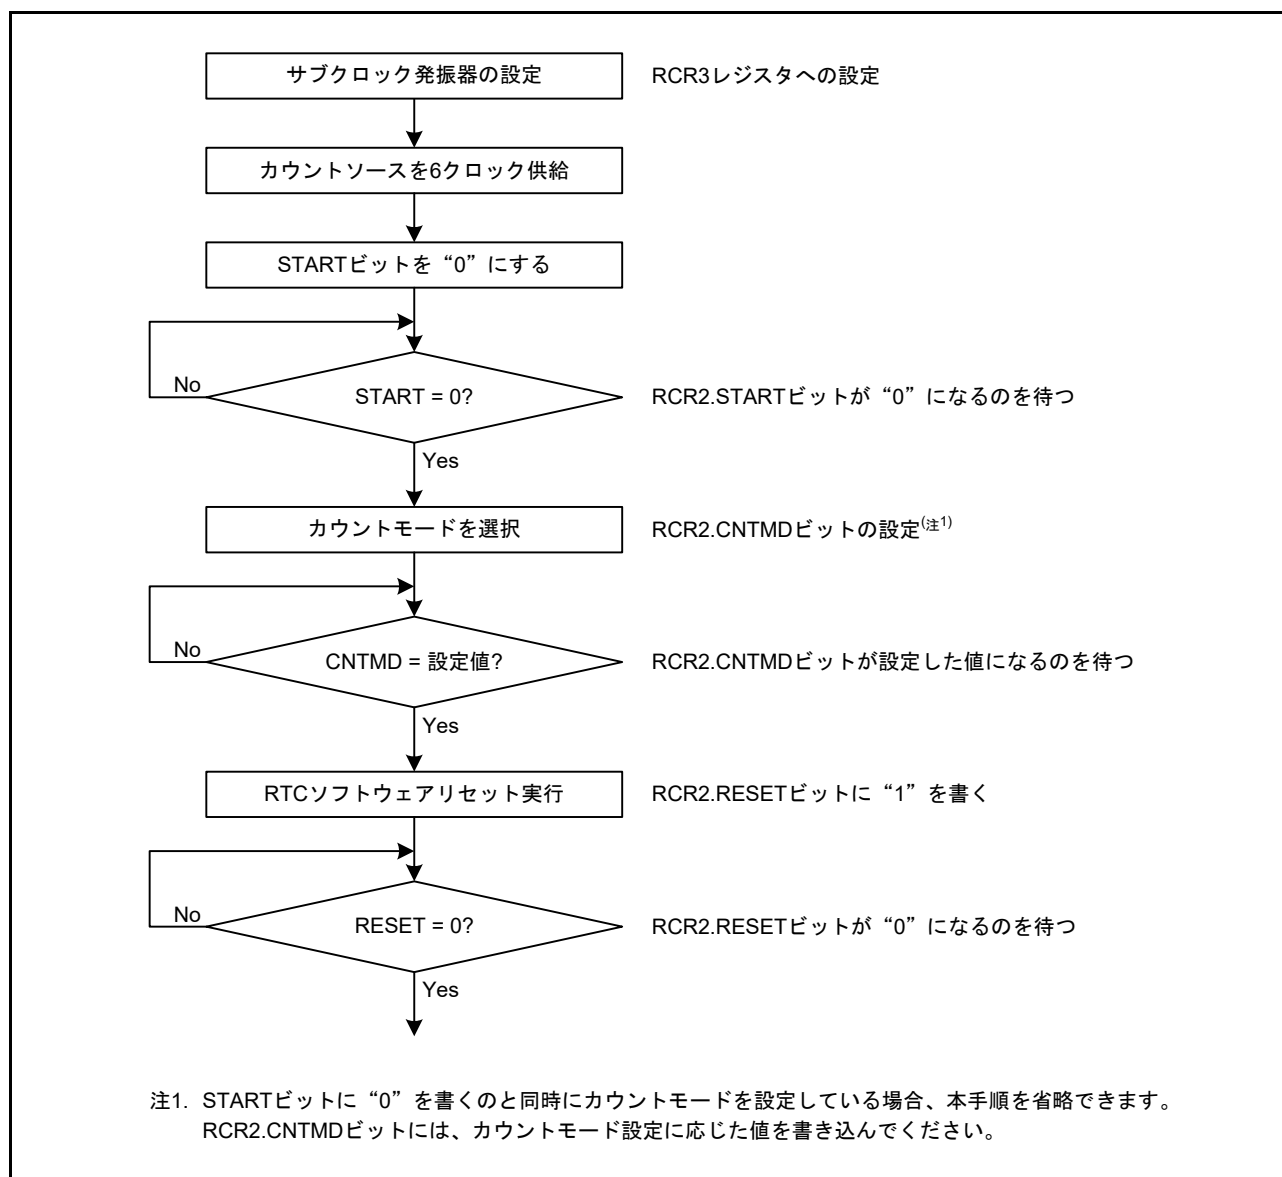 サブクロック発振器の設定 RCR3レジスタへの設定
カウントソースを6クロック供給
STARTビットを“0”にする
No START = 0? RCR2.STARTビットが“0”になるのを待つ
Yes
カウントモードを選択 RCR2.CNTMDビットの設定(注1)
No CNTMD = 設定値? RCR2.CNTMDビットが設定した値になるのを待つ
Yes
RTCソフトウェアリセット実行 RCR2.RESETビットに“1”を書く
No RESET = 0? RCR2.RESETビットが“0”になるのを待つ
Yes
注1. STARTビットに“0”を書くのと同時にカウントモードを設定している場合、本手順を省略できます。
RCR2.CNTMDビットには、カウントモード設定に応じた値を書き込んでください。